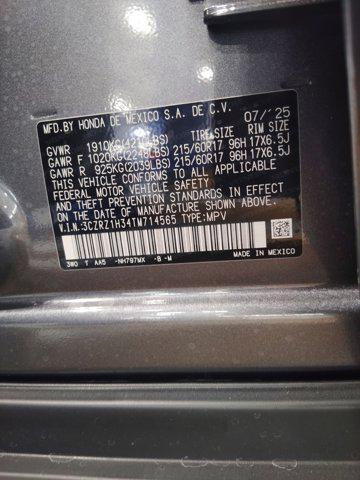 MFD.BY HONDA DE MEXICO S.A. DE C.V. 07/'25
GVWR 1910KG(4211LBS) TIRE SIZE RIM SIZE
GAWR F 1020KG(2248LBS) 215/60R17 96H 17X6.5J
GAWR R 925KG(2039LBS) 215/60R17 96H 17X6.5J
THIS VEHICLE CONFORMS TO ALL APPLICABLE
FEDERAL MOTOR VEHICLE SAFETY AND
THEFT PREVENTION STANDARDS IN EFFECT ON THE
DATE OF MANUFACTURE SHOWN ABOVE.
V.I.N.:3CZRZ1H34TM714565 TYPE:MPV
3W0 T AA5 -NH797MX -B -M MADE IN MEXICO